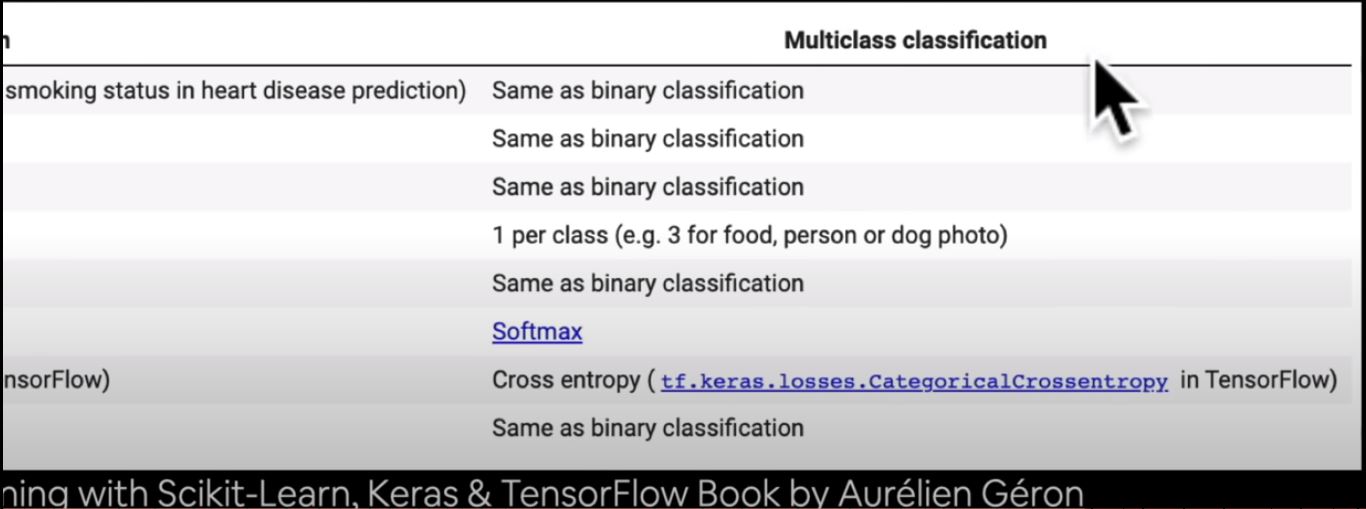 Multiclass classification
smoking status in heart disease prediction) Same as binary classification
Same as binary classification
Same as binary classification
1 per class (e.g. 3 for food, person or dog photo)
Same as binary classification
Softmax
nsorFlow) Cross entropy ( tf.keras.losses.CategoricalCrossentropy in TensorFlow)
Same as binary classification
ning with Scikit-Learn, Keras & TensorFlow Book by Aurélien Géron